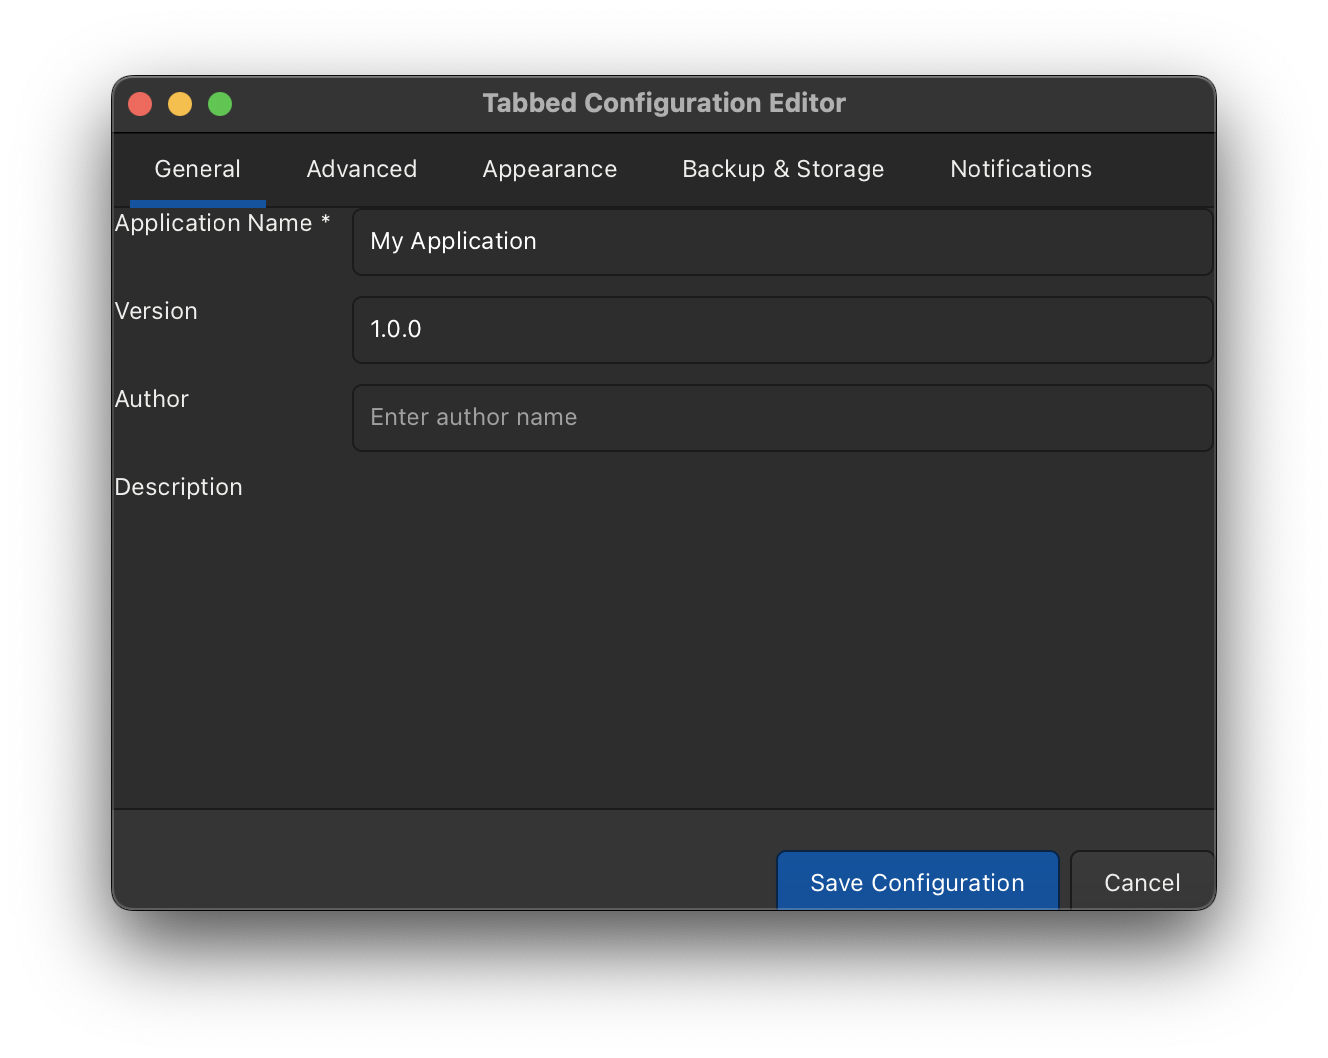 Tabbed Configuration Editor
General Advanced Appearance Backup & Storage Notifications
Application Name * My Application
Version 1.0.0
Author Enter author name
Description
Save Configuration Cancel